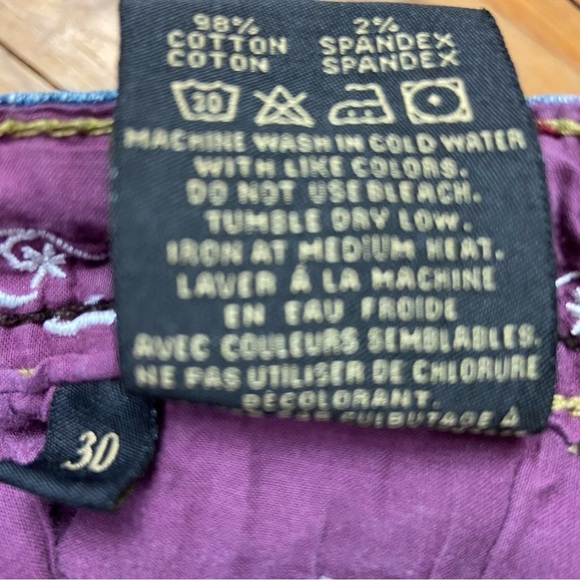 98% 2%
COTTON SPANDEX
COTON SPANDEX
30
MACHINE WASH IN COLD WATER
WITH LIKE COLORS.
DO NOT USE BLEACH.
TUMBLE DRY LOW.
IRON AT MEDIUM HEAT.
LAVER À LA MACHINE
EN EAU FROIDE
AVEC COULEURS SEMBLABLES.
NE PAS UTILISER DE CHLORURE
DECOLORANT.
CULBUTAGE À
30